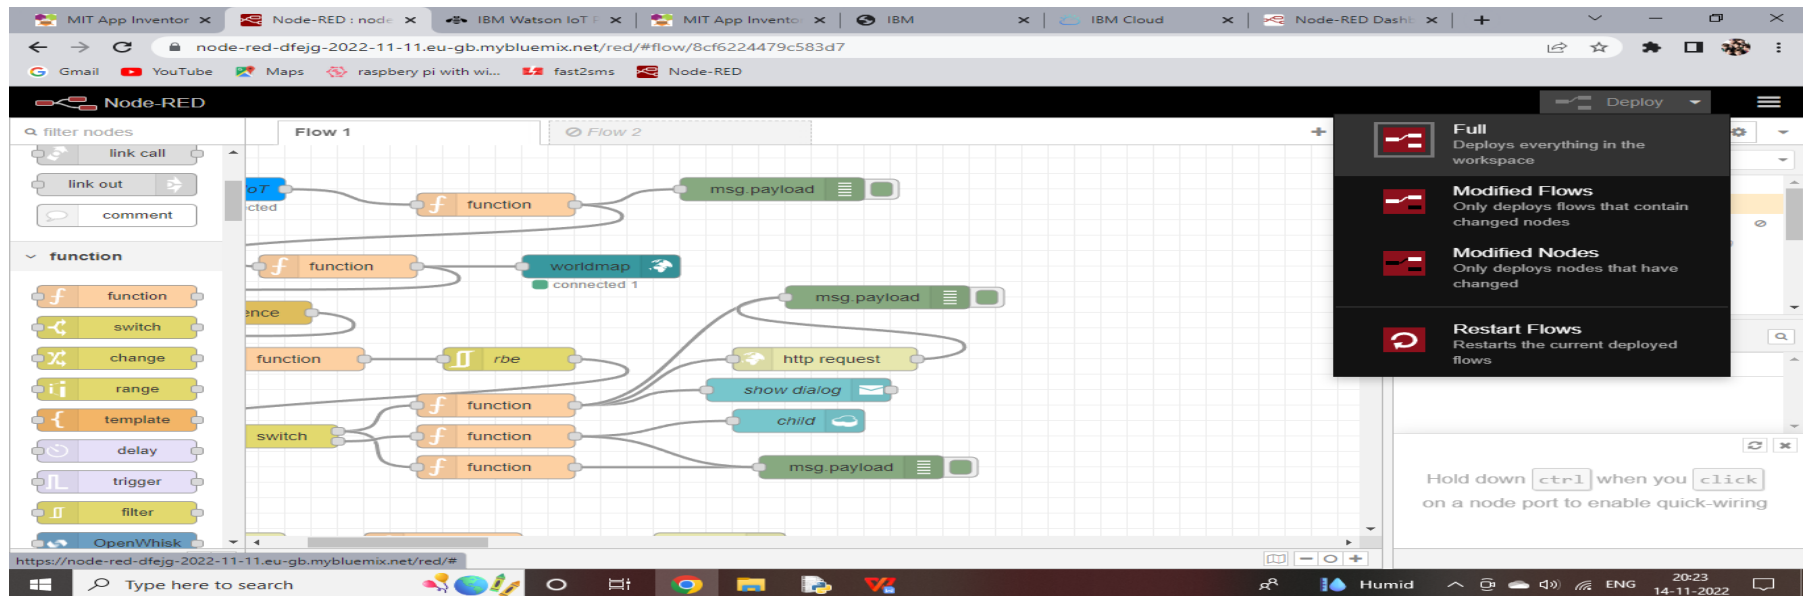 MIT App Inventor
Node-RED : node
IBM Watson IoT P
MIT App Invento
IBM
IBM Cloud
Node-RED Dashb
node-red-dfejg-2022-11-11.eu-gb.mybluemix.net/red/#flow/8cf6224479c583d7
Gmail
YouTube
Maps
raspbery pi with wi...
fast2sms
Node-RED
Node-RED
Deploy
filter nodes
Flow 1
Flow 2
link call
link out
comment
function
function
switch
change
range
template
delay
trigger
filter
OpenWhisk
IoT
cted
function
msg.payload
function
worldmap
connected 1
ence
msg.payload
function
rbe
http request
show dialog
function
child
switch
function
function
msg.payload
Full
Deploys everything in the
workspace
Modified Flows
Only deploys flows that contain
changed nodes
Modified Nodes
Only deploys nodes that have
changed
Restart Flows
Restarts the current deployed
flows
Hold down ctrl when you click
on a node port to enable quick-wiring
https://node-red-dfejg-2022-11-11.eu-gb.mybluemix.net/red/#
Type here to search
Humid
ENG
20:23
14-11-2022